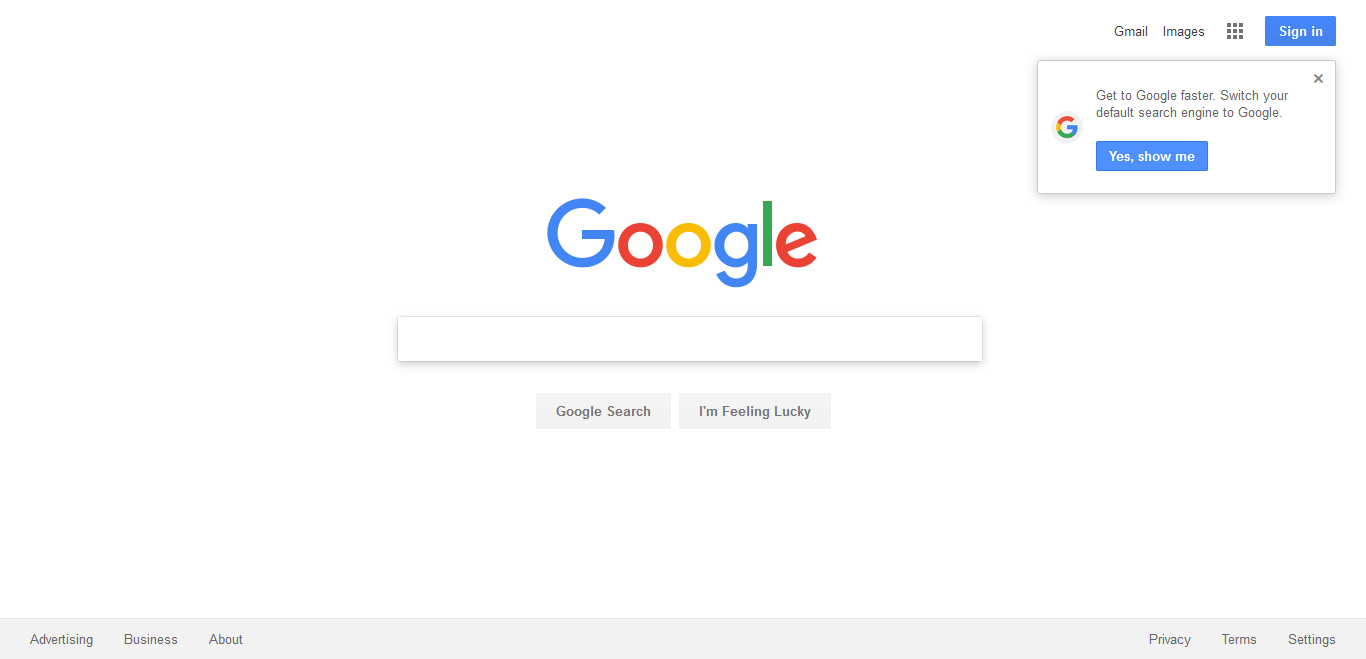 Gmail Images Sign in
Get to Google faster. Switch your
default search engine to Google.
Yes, show me
Google
Google Search I'm Feeling Lucky
Advertising Business About Privacy Terms Settings